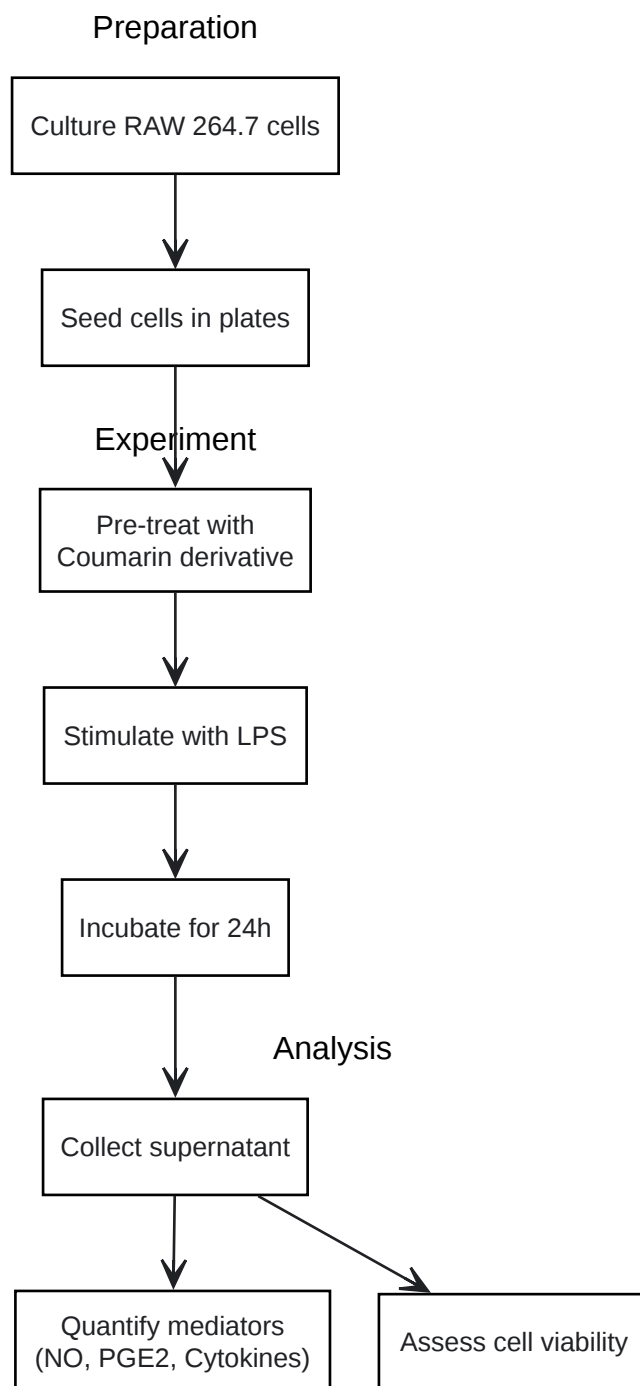 Preparation
Culture RAW 264.7 cells
Seed cells in plates
Experiment
Pre-treat with
Coumarin derivative
Stimulate with LPS
Incubate for 24h
Analysis
Collect supernatant
Quantify mediators
(NO, PGE2, Cytokines)
Assess cell viability